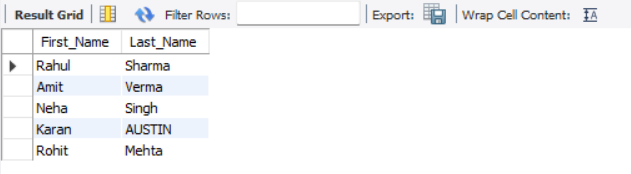 Result Grid Filter Rows: Export: Wrap Cell Content: IA
First_Name Last_Name
Rahul Sharma
Amit Verma
Neha Singh
Karan AUSTIN
Rohit Mehta